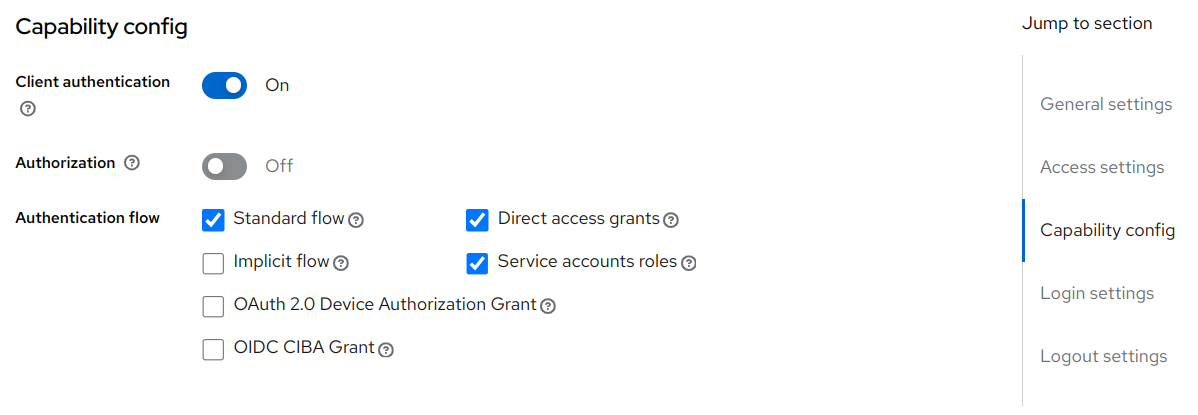 Capability config
Jump to section
Client authentication
On
General settings
Authorization
Off
Access settings
Authentication flow
Standard flow
Direct access grants
Capability config
Implicit flow
Service accounts roles
Login settings
OAuth 2.0 Device Authorization Grant
OIDC CIBA Grant
Logout settings